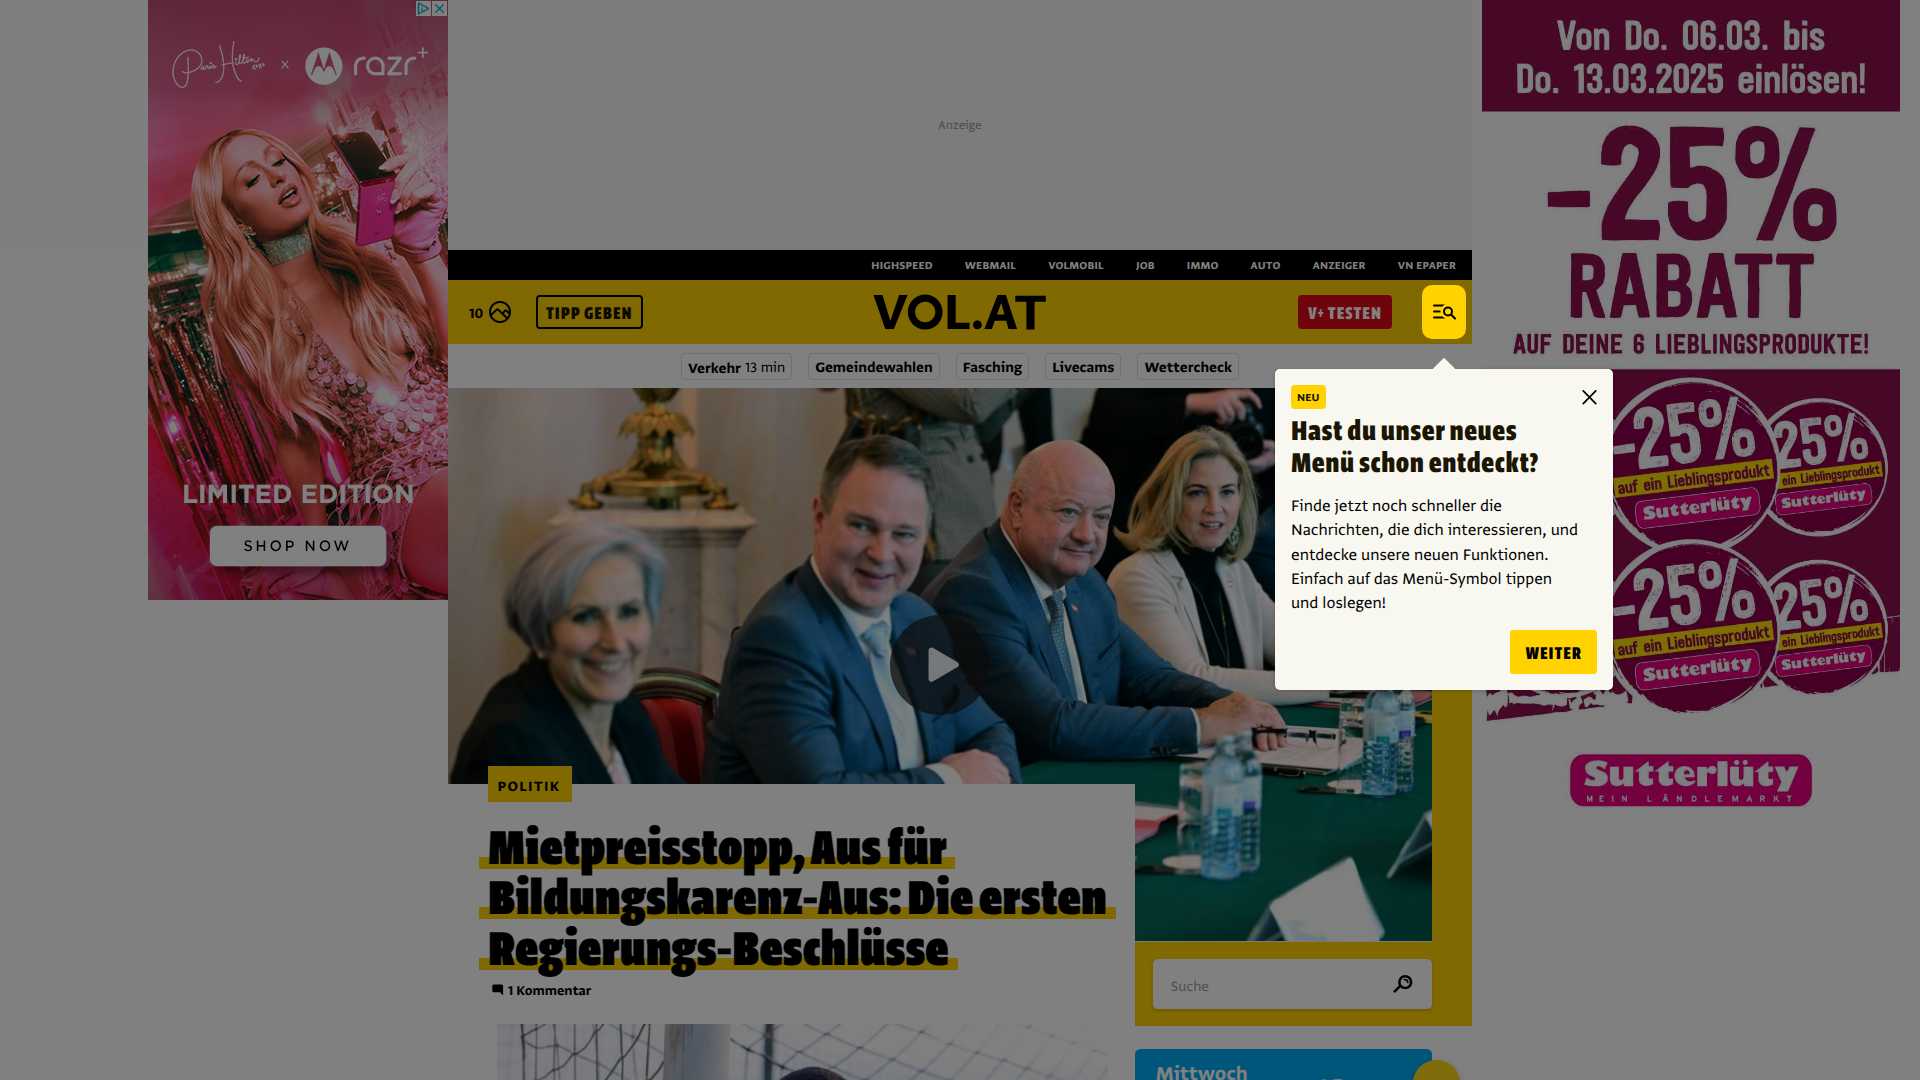 Paris Hilton x razr+
LIMITED EDITION
SHOP NOW
Anzeige
HIGHSPEED WEBMAIL VOLMOBIL JOB IMMO AUTO ANZEIGER VN EPAPER
10 TIPP GEBEN VOL.AT V+ TESTEN
Verkehr 13 min Gemeindewahlen Fasching Livecams Wettercheck
NEU
Hast du unser neues
Menü schon entdeckt?
Finde jetzt noch schneller die
Nachrichten, die dich interessieren, und
entdecke unsere neuen Funktionen.
Einfach auf das Menü-Symbol tippen
und loslegen!
WEITER
POLITIK
Mietpreisstopp, Aus für
Bildungskarenz-Aus: Die ersten
Regierungs-Beschlüsse
1 Kommentar
Suche
Mittwoch
Von Do. 06.03. bis
Do. 13.03.2025 einlösen!
-25%
RABATT
AUF DEINE 6 LIEBLINGSPRODUKTE!
-25%
auf ein Lieblingsprodukt
Sutterlüty
25%
ein Lieblingsprodukt
Sutterlüty
-25%
auf ein Lieblingsprodukt
Sutterlüty
25%
ein Lieblingsprodukt
Sutterlüty
Sutterlüty
MEIN LÄNDLEMARKT